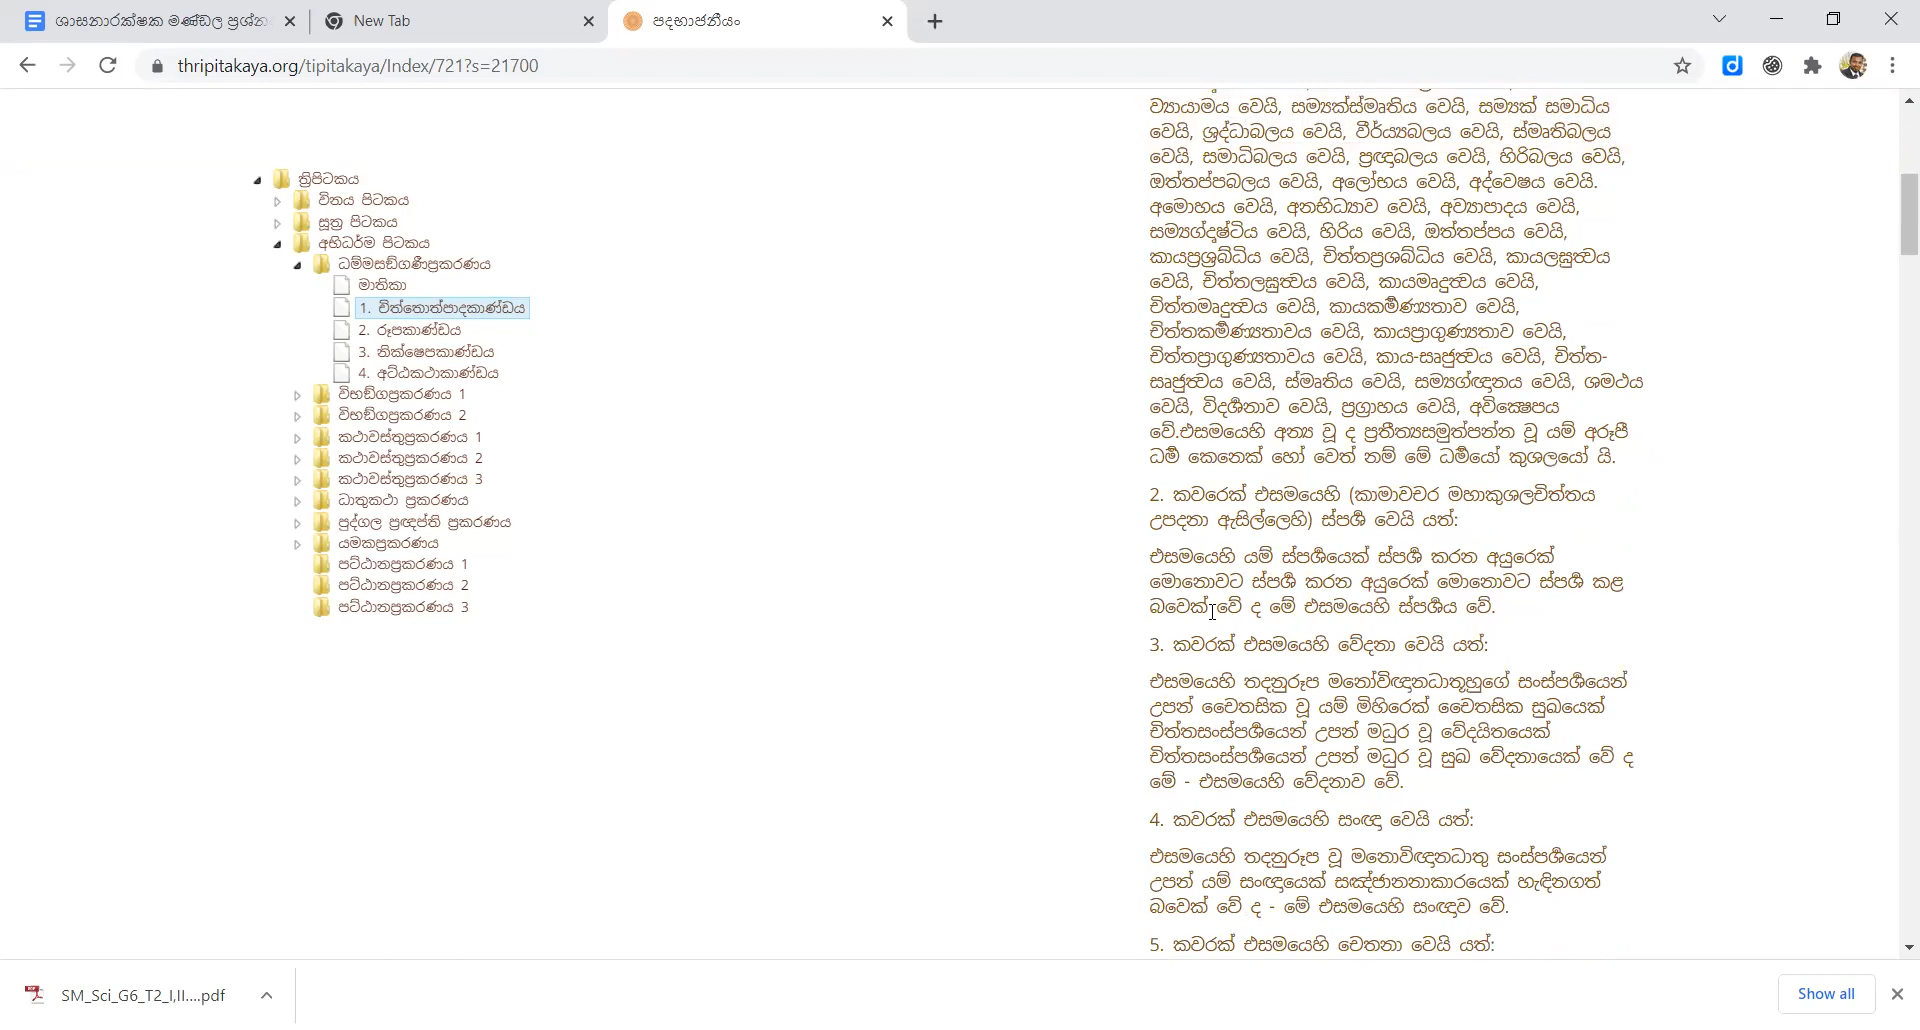 ශාසනාරක්ෂක මණ්ඩල ප්‍රශ්න
New Tab
පදභාජනීයං
thripitakaya.org/tipitakaya/Index/721?s=21700
ත්‍රිපිටකය
විනය පිටකය
සූත්‍ර පිටකය
අභිධර්ම පිටකය
ධම්මසඞ්ගණීප්‍රකරණය
මාතිකා
1. චිත්තොත්පාදකාණ්ඩය
2. රූපකාණ්ඩය
3. නික්ෂෙපකාණ්ඩය
4. අට්ඨකථාකාණ්ඩය
විභඞ්ගප්‍රකරණය 1
විභඞ්ගප්‍රකරණය 2
කථාවස්තුප්‍රකරණය 1
කථාවස්තුප්‍රකරණය 2
කථාවස්තුප්‍රකරණය 3
ධාතුකථා ප්‍රකරණය
පුද්ගල ප්‍රඥප්ති ප්‍රකරණය
යමකප්‍රකරණය
පට්ඨානප්‍රකරණය 1
පට්ඨානප්‍රකරණය 2
පට්ඨානප්‍රකරණය 3
ව්‍යායාමය වෙයි, සම්‍යක්ස්මෘතිය වෙයි, සම්‍යක් සමාධිය
වෙයි, ශ්‍රද්ධාබලය වෙයි, වීර්ය්‍යබලය වෙයි, ස්මෘතිබලය
වෙයි, සමාධිබලය වෙයි, ප්‍රඥාබලය වෙයි, හිරිබලය වෙයි,
ඔත්තප්පබලය වෙයි, අලෝභය වෙයි, අද්වෙෂය වෙයි.
අමොහය වෙයි, අනභිධ්‍යාව වෙයි, අව්‍යාපාදය වෙයි,
සම්‍යග්දෘෂ්ටිය වෙයි, හිරිය වෙයි, ඔත්තප්පය වෙයි,
කායප්‍රශ්‍රබ්ධිය වෙයි, චිත්තප්‍රශබ්ධිය වෙයි, කායලඝුත්‍වය
වෙයි, චිත්තලඝුත්‍වය වෙයි, කායමෘදුත්‍වය වෙයි,
චිත්තමෘදුත්‍වය වෙයි, කායකර්‍මණ්‍යතාව වෙයි,
චිත්තකර්‍මණ්‍යතාවය වෙයි, කායප්‍රාගුණ්‍යතාව වෙයි,
චිත්තප්‍රාගුණ්‍යතාවය වෙයි, කාය-සෘජුත්‍වය වෙයි, චිත්ත-
සෘජුත්‍වය වෙයි, ස්මෘතිය වෙයි, සම්‍යග්ඥානය වෙයි, ශමථය
වෙයි, විදර්‍ශනාව වෙයි, ප්‍රග්‍රාහය වෙයි, අවික්‍ෂෙපය
වේ.එසමයෙහි අන්‍ය වූ ද ප්‍රතීත්‍යසමුත්පන්න වූ යම් අරූපී
ධර්‍ම කෙනෙක් හෝ වෙත් නම් මේ ධර්‍මයෝ කුශලයෝ යි.
2. කවරෙක් එසමයෙහි (කාමාවචර මහාකුශලචිත්තය
උපදනා ඇසිල්ලෙහි) ස්පර්‍ශ වෙයි යත්:
එසමයෙහි යම් ස්පර්‍ශයෙක් ස්පර්‍ශ කරන අයුරෙක්
මොනොවට ස්පර්‍ශ කරන අයුරෙක් මොනොවට ස්පර්‍ශ කළ
බවෙක් වේ ද මේ එසමයෙහි ස්පර්‍ශය වේ.
3. කවරක් එසමයෙහි වේදනා වෙයි යත්:
එසමයෙහි තදනුරූප මනෝවිඥානධාතුහුගේ සංස්පර්‍ශයෙන්
උපන් චෛතසික වූ යම් මිහිරෙක් චෛතසික සුඛයෙක්
චිත්තසංස්පර්‍ශයෙන් උපන් මධුර වූ වේදයිතයෙක්
චිත්තසංස්පර්‍ශයෙන් උපන් මධුර වූ සුඛ වේදනායෙක් වේ ද
මේ - එසමයෙහි වේදනාව වේ.
4. කවරක් එසමයෙහි සංඥා වෙයි යත්:
එසමයෙහි තදනුරූප වූ මනොවිඥානධාතු සංස්පර්‍ශයෙන්
උපන් යම් සංඥායෙක් සඤ්ජානනාකාරයෙක් හැඳිනගත්
බවෙක් වේ ද - මේ එසමයෙහි සංඥාව වේ.
5. කවරක් එසමයෙහි චෙතනා වෙයි යත්:
SM_Sci_G6_T2_I,II....pdf
Show all